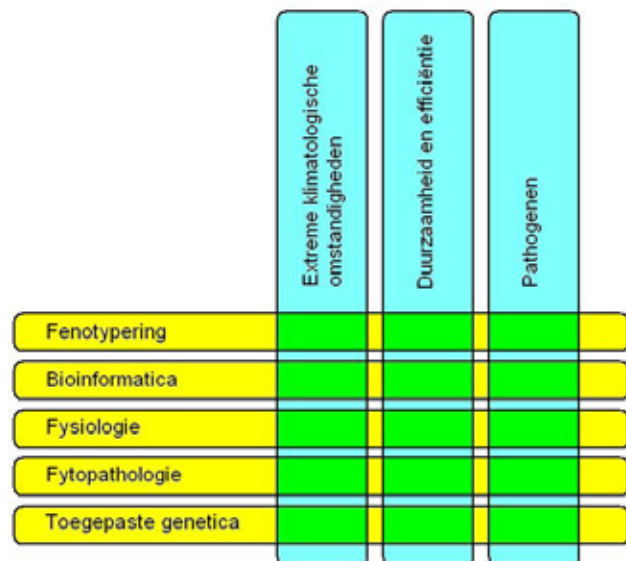 Extreme klimatologische
omstandigheden
Duurzaamheid en efficiëntie
Pathogenen
Fenotypering
Bioinformatica
Fysiologie
Fytopathologie
Toegepaste genetica